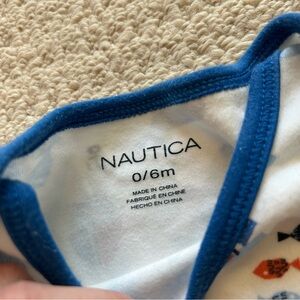 NAUTICA
0/6m
MADE IN CHINA
FABRIQUÉ EN CHINE
HECHO EN CHINA